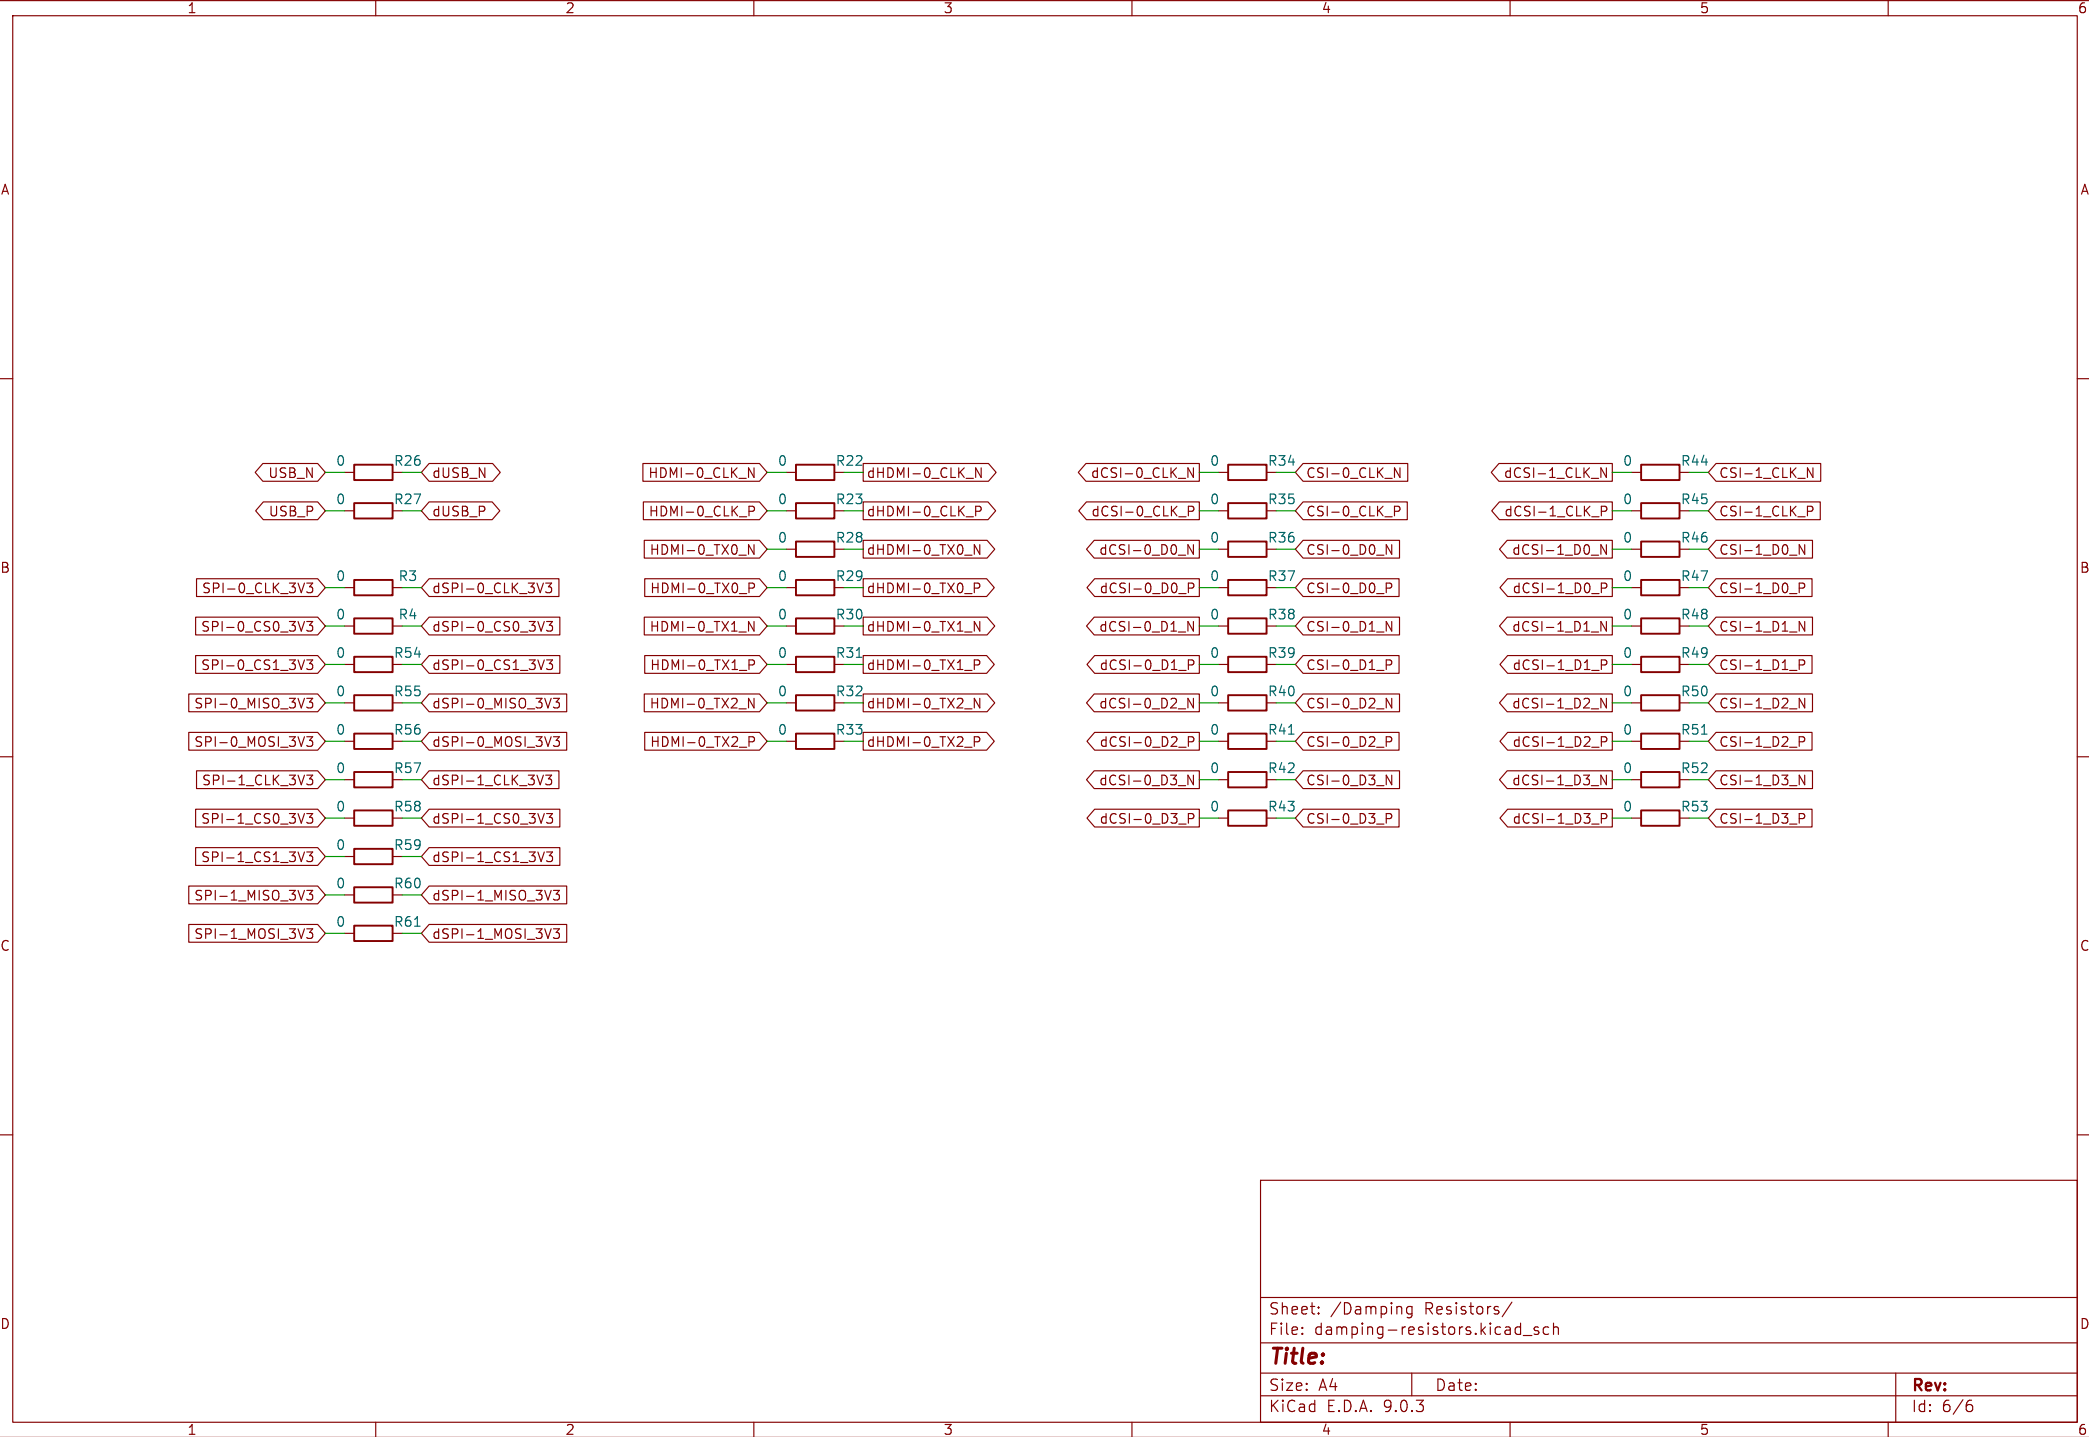 1 2 3 4 5 6
A A
0 R26 0 R22 0 R34 0 R44
USB_N dUSB_N HDMI-0_CLK_N dHDMI-0_CLK_N dCSI-0_CLK_N CSI-0_CLK_N dCSI-1_CLK_N CSI-1_CLK_N
0 R27 0 R23 0 R35 0 R45
USB_P dUSB_P HDMI-0_CLK_P dHDMI-0_CLK_P dCSI-0_CLK_P CSI-0_CLK_P dCSI-1_CLK_P CSI-1_CLK_P
0 R28 0 R36 0 R46
HDMI-0_TX0_N dHDMI-0_TX0_N dCSI-0_D0_N CSI-0_D0_N dCSI-1_D0_N CSI-1_D0_N
B B
0 R3 0 R29 0 R37 0 R47
SPI-0_CLK_3V3 dSPI-0_CLK_3V3 HDMI-0_TX0_P dHDMI-0_TX0_P dCSI-0_D0_P CSI-0_D0_P dCSI-1_D0_P CSI-1_D0_P
0 R4 0 R30 0 R38 0 R48
SPI-0_CS0_3V3 dSPI-0_CS0_3V3 HDMI-0_TX1_N dHDMI-0_TX1_N dCSI-0_D1_N CSI-0_D1_N dCSI-1_D1_N CSI-1_D1_N
0 R54 0 R31 0 R39 0 R49
SPI-0_CS1_3V3 dSPI-0_CS1_3V3 HDMI-0_TX1_P dHDMI-0_TX1_P dCSI-0_D1_P CSI-0_D1_P dCSI-1_D1_P CSI-1_D1_P
0 R55 0 R32 0 R40 0 R50
SPI-0_MISO_3V3 dSPI-0_MISO_3V3 HDMI-0_TX2_N dHDMI-0_TX2_N dCSI-0_D2_N CSI-0_D2_N dCSI-1_D2_N CSI-1_D2_N
0 R56 0 R33 0 R41 0 R51
SPI-0_MOSI_3V3 dSPI-0_MOSI_3V3 HDMI-0_TX2_P dHDMI-0_TX2_P dCSI-0_D2_P CSI-0_D2_P dCSI-1_D2_P CSI-1_D2_P
0 R57 0 R42 0 R52
SPI-1_CLK_3V3 dSPI-1_CLK_3V3 dCSI-0_D3_N CSI-0_D3_N dCSI-1_D3_N CSI-1_D3_N
0 R58 0 R43 0 R53
SPI-1_CS0_3V3 dSPI-1_CS0_3V3 dCSI-0_D3_P CSI-0_D3_P dCSI-1_D3_P CSI-1_D3_P
0 R59
SPI-1_CS1_3V3 dSPI-1_CS1_3V3
0 R60
SPI-1_MISO_3V3 dSPI-1_MISO_3V3
0 R61
SPI-1_MOSI_3V3 dSPI-1_MOSI_3V3
C C
Sheet: /Damping Resistors/
D D
File: damping-resistors.kicad_sch
Title:
Size: A4 Date: Rev:
KiCad E.D.A. 9.0.3 Id: 6/6
1 2 3 4 5 6